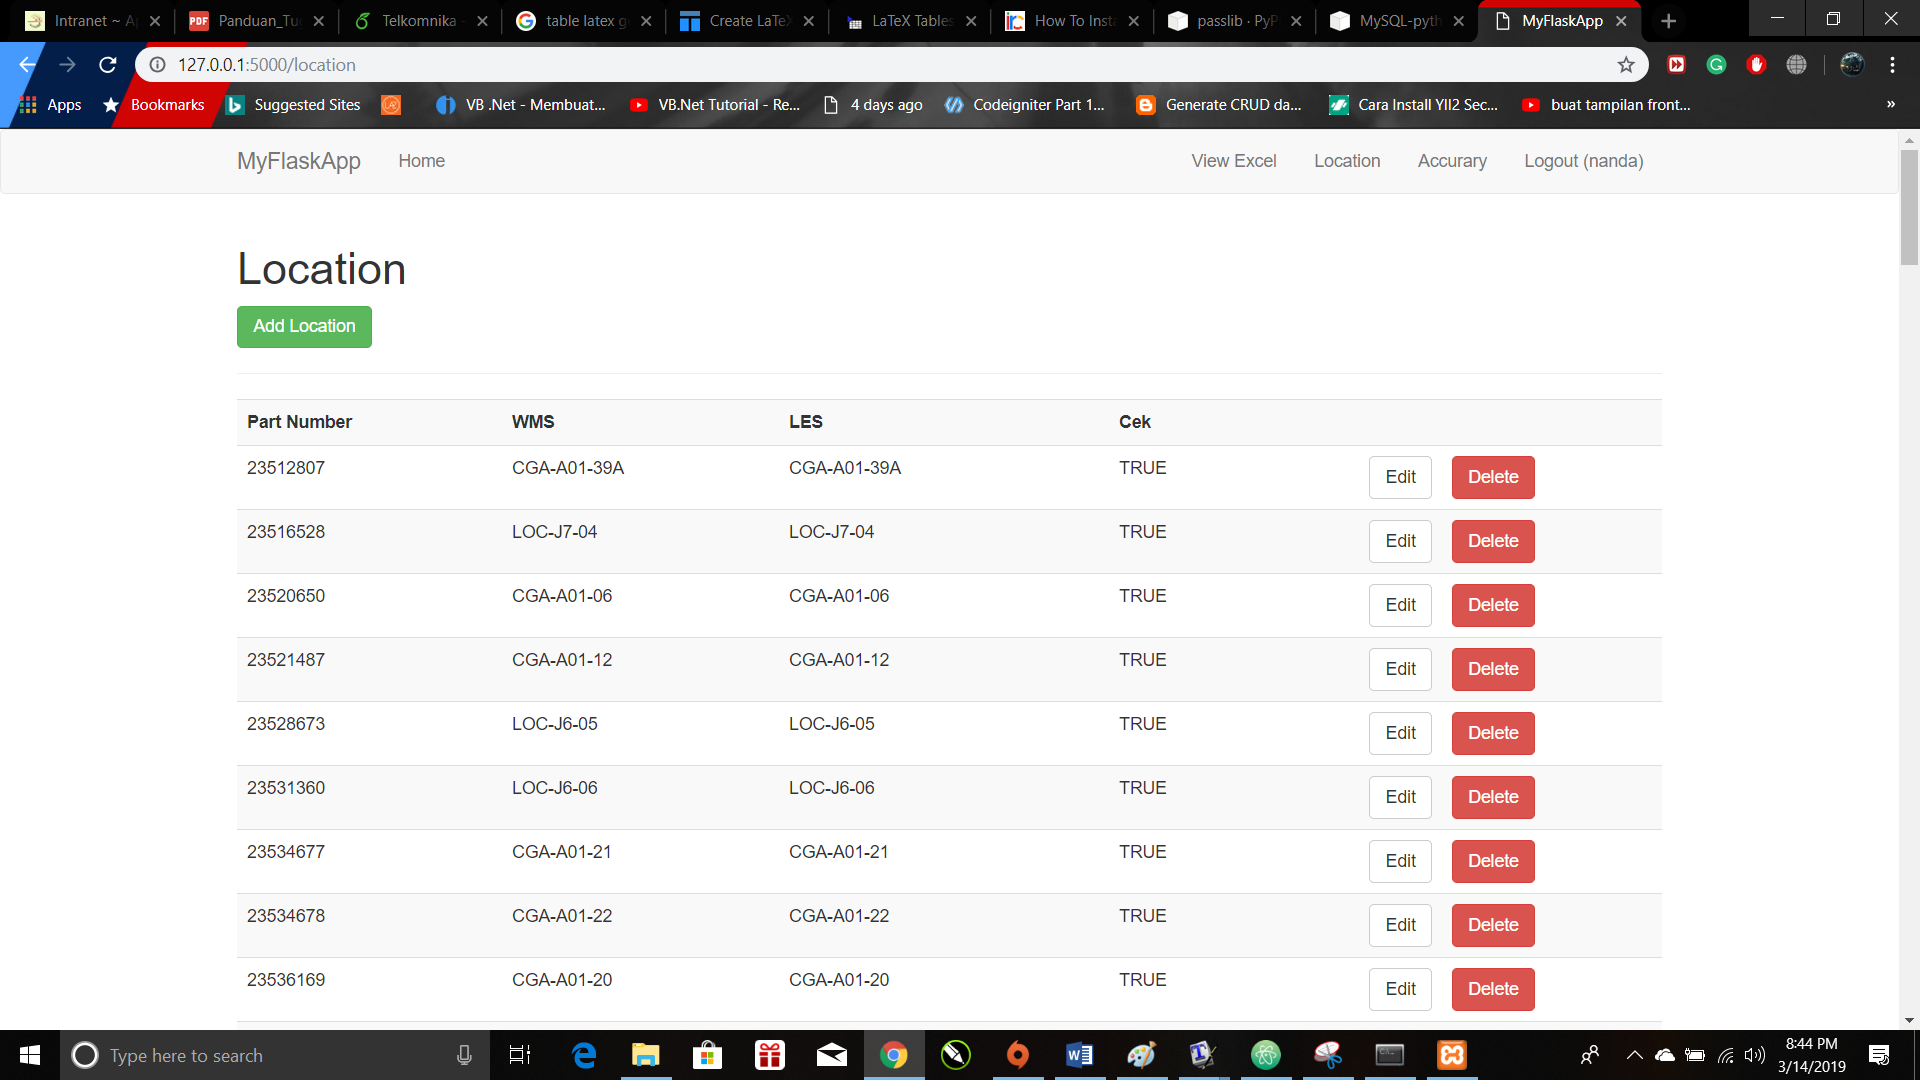 Intranet ~ A
Panduan_Tu
Telkomnika
table latex g
Create LaTeX
LaTeX Tables
How To Insta
passlib · PyP
MySQL-pyth
MyFlaskApp
127.0.0.1:5000/location
Apps
Bookmarks
Suggested Sites
VB .Net - Membuat...
VB.Net Tutorial - Re...
4 days ago
Codeigniter Part 1...
Generate CRUD da...
Cara Install YII2 Sec...
buat tampilan front...
»
MyFlaskApp Home View Excel Location Accurary Logout (nanda)
Location
Add Location
Part Number WMS LES Cek
23512807 CGA-A01-39A CGA-A01-39A TRUE Edit Delete
23516528 LOC-J7-04 LOC-J7-04 TRUE Edit Delete
23520650 CGA-A01-06 CGA-A01-06 TRUE Edit Delete
23521487 CGA-A01-12 CGA-A01-12 TRUE Edit Delete
23528673 LOC-J6-05 LOC-J6-05 TRUE Edit Delete
23531360 LOC-J6-06 LOC-J6-06 TRUE Edit Delete
23534677 CGA-A01-21 CGA-A01-21 TRUE Edit Delete
23534678 CGA-A01-22 CGA-A01-22 TRUE Edit Delete
23536169 CGA-A01-20 CGA-A01-20 TRUE Edit Delete
Type here to search
8:44 PM
3/14/2019